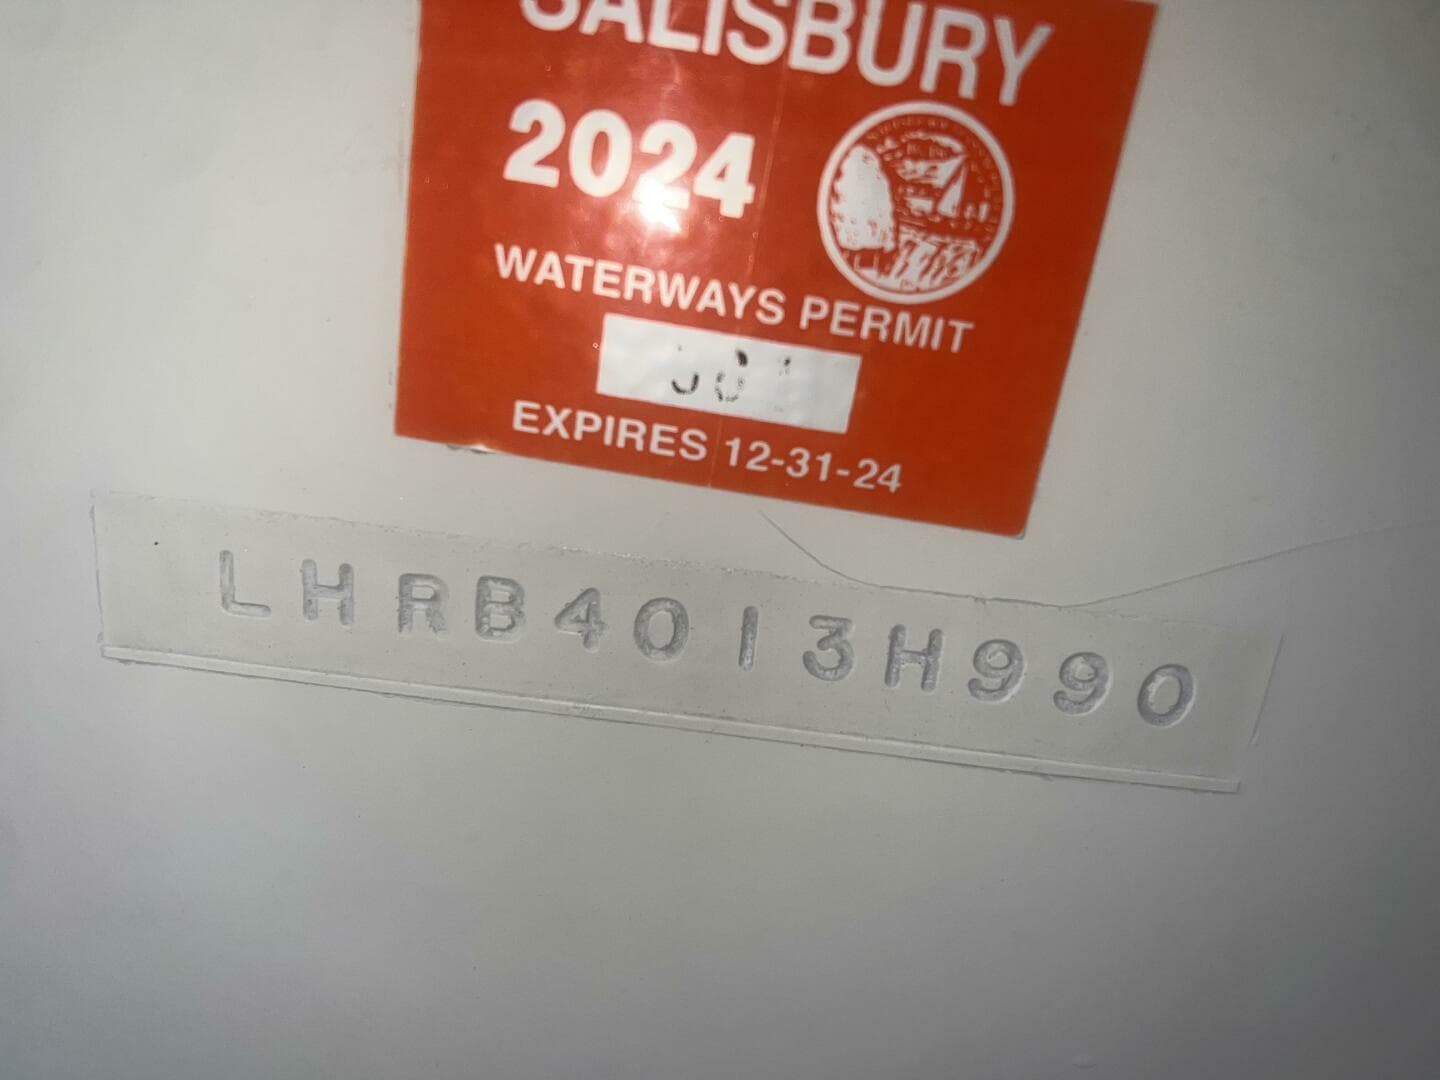 SALISBURY
2024
WATERWAYS PERMIT
EXPIRES 12-31-24
LHRB4013H990